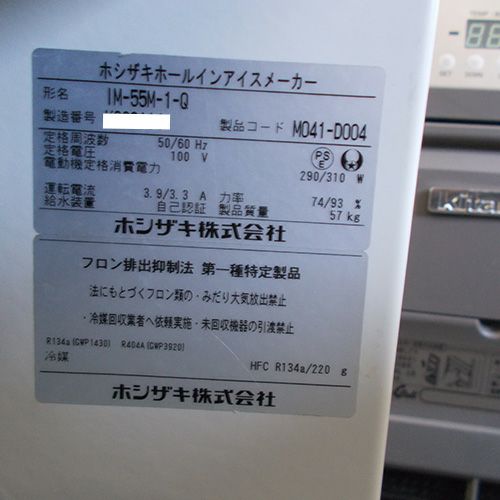 ホシザキホールインアイスメーカー
形名 IM-55M-1-Q
製造番号
製品コード M041-D004
定格周波数 50/60 Hz
定格電圧 100 V
PS
E
電動機定格消費電力 290/310 W
運転電流 3.9/3.3 A 力率 74/93 %
給水装置 自己認証 製品質量 57 kg
ホシザキ株式会社
フロン排出抑制法 第一種特定製品
法にもとづくフロン類の・みだり大気放出禁止
・冷媒回収業者へ依頼実施・未回収機器の引渡禁止
R134a(GWP1430) R404A(GWP3920)
冷媒 HFC R134a/220 g
ホシザキ株式会社
SET DOWN
Kita